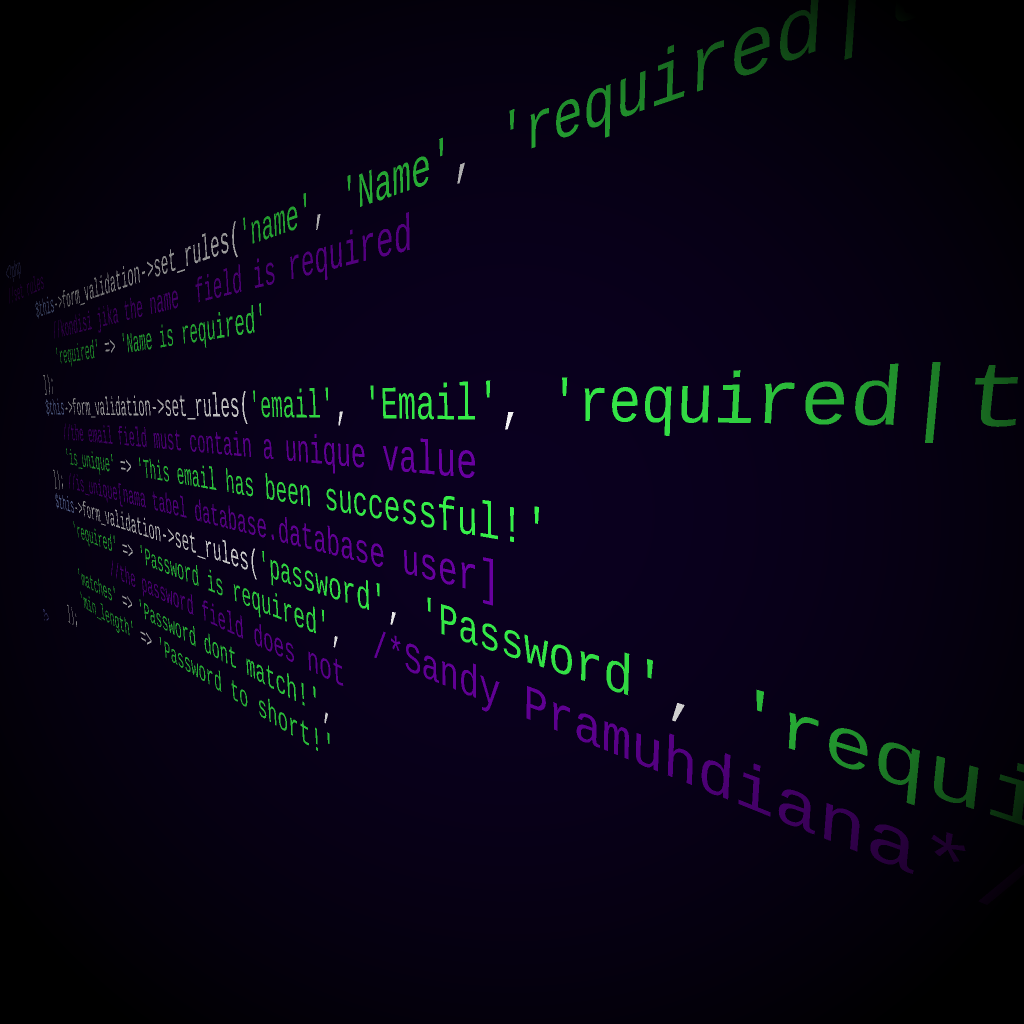 <?php
//set rules
$this->form_validation->set_rules('name', 'Name', 'required|t
//kondisi jika the name  field is required
'required' => 'Name is required'
]);
$this->form_validation->set_rules('email', 'Email', 'required|t
//the email field must contain a unique value
'is_unique' => 'This email has been successful!'
]); //is_unique[nama tabel database.database user]
$this->form_validation->set_rules('password', 'Password', 'requi
'required' => 'Password is required', /*Sandy Pramuhdiana*/
//the password field does not
'matches' => 'Password dont match!',
'min_length' => 'Password to short!'
]);
?>